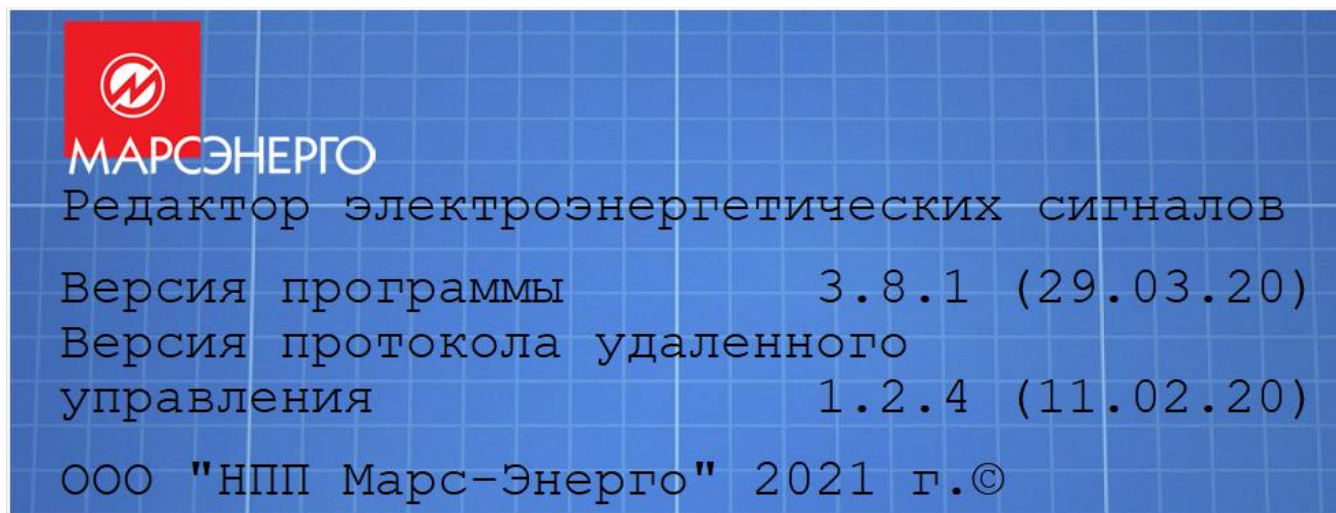 МАРСЭНЕРГО
Редактор электроэнергетических сигналов
Версия программы 3.8.1 (29.03.20)
Версия протокола удаленного
управления 1.2.4 (11.02.20)
ООО "НПП Марс-Энерго" 2021 г.©